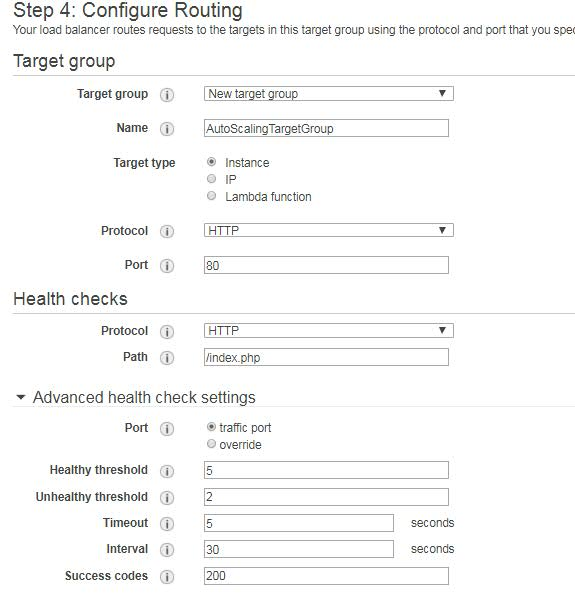 Step 4: Configure Routing
Your load balancer routes requests to the targets in this target group using the protocol and port that you
Target group
Target group i New target group
Name i AutoScalingTargetGroup
Target type Instance
IP
Lambda function
Protocol i HTTP
Port i 80
Health checks
Protocol i HTTP
Path i /index.php
Advanced health check settings
Port i traffic port
override
Healthy threshold i 5
Unhealthy threshold i 2
Timeout i 5 seconds
Interval i 30 seconds
Success codes i 200